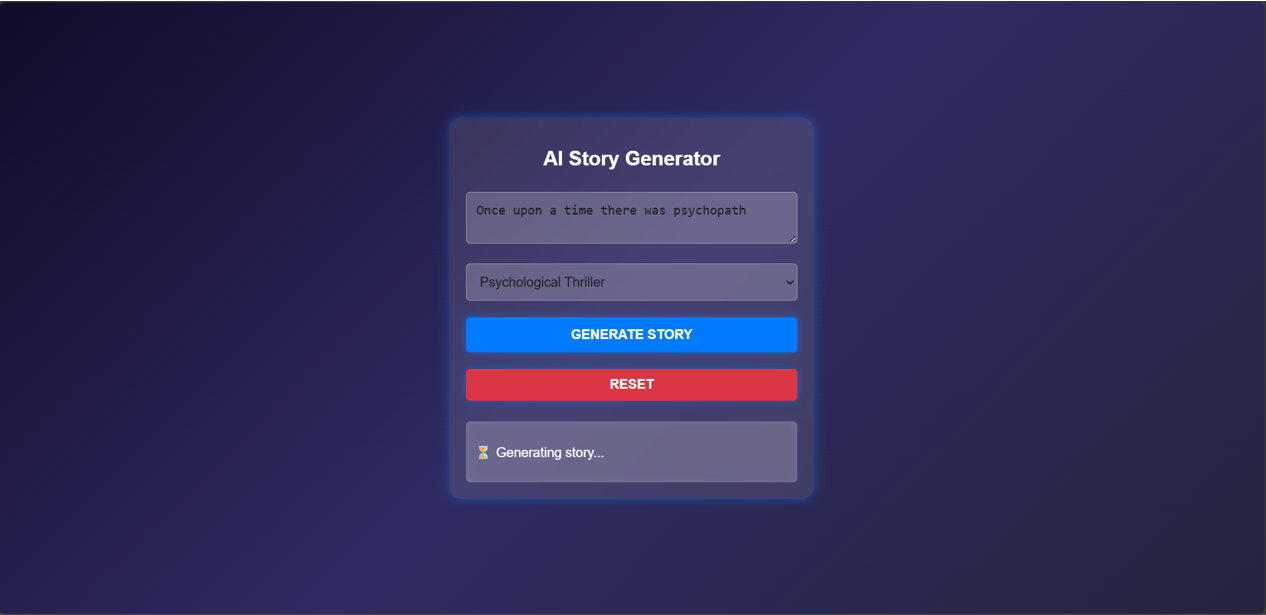 AI Story Generator
Once upon a time there was psychopath
Psychological Thriller
GENERATE STORY
RESET
⏳ Generating story...